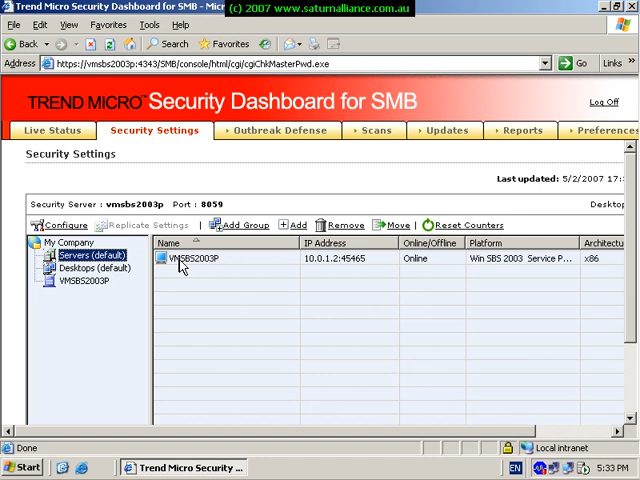 Trend Micro Security Dashboard for SMB - Micr
(c) 2007 www.saturnalliance.com.au
File Edit View Favorites Tools Help
Back Search Favorites
Address https://vmsbs2003p:4343/SMB/console/html/cgi/cgiChkMasterPwd.exe Go Links »
TREND MICRO™ Security Dashboard for SMB
Log Off
Live Status Security Settings Outbreak Defense Scans Updates Reports Preferences
Security Settings
Last updated: 5/2/2007 17:
Security Server : vmsbs2003p Port : 8059 Deskto
Configure Replicate Settings Add Group Add Remove Move Reset Counters
My Company
Servers (default)
Desktops (default)
VMSBS2003P
Name IP Address Online/Offline Platform Architectu
VMSBS2003P 10.0.1.2:45465 Online Win SBS 2003 Service P... x86
Done Local intranet
Start Trend Micro Security ... EN 5:33 PM